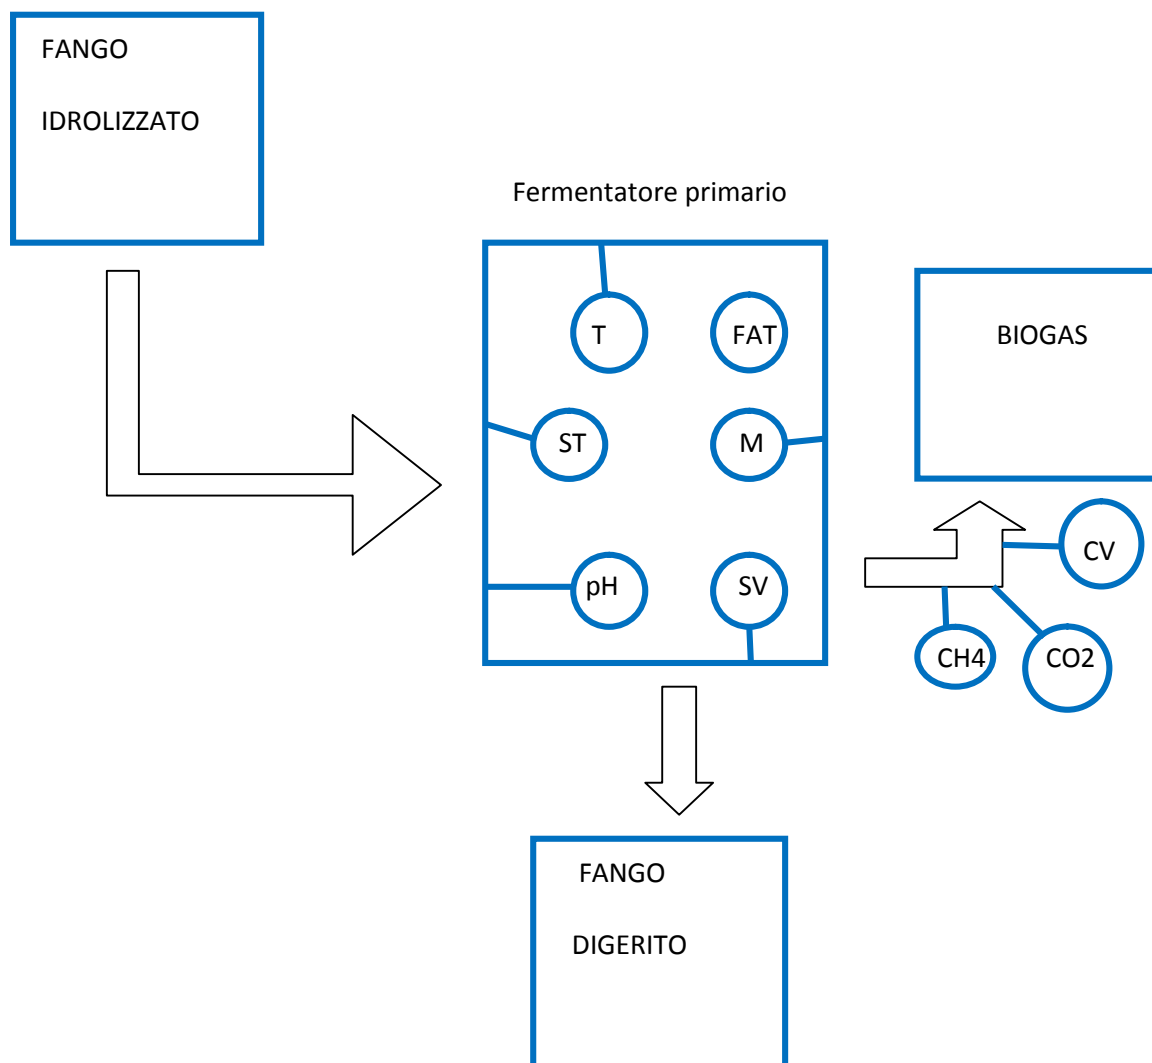 FANGO
IDROLIZZATO
Fermentatore primario
T
FAT
BIOGAS
ST
M
CV
pH
SV
CH4
CO2
FANGO
DIGERITO